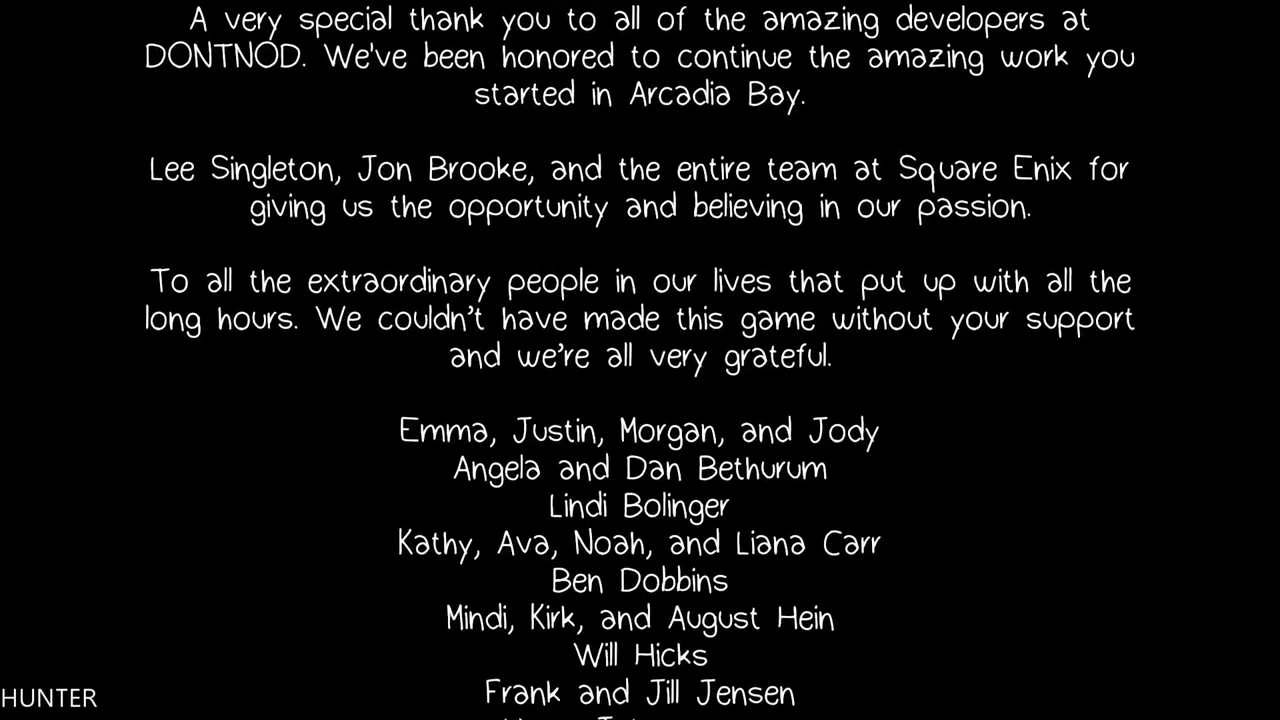 A very special thank you to all of the amazing developers at
DONTNOD. We've been honored to continue the amazing work you
started in Arcadia Bay.
Lee Singleton, Jon Brooke, and the entire team at Square Enix for
giving us the opportunity and believing in our passion.
To all the extraordinary people in our lives that put up with all the
long hours. We couldn’t have made this game without your support
and we’re all very grateful.
Emma, Justin, Morgan, and Jody
Angela and Dan Bethurum
Lindi Bolinger
Kathy, Ava, Noah, and Liana Carr
Ben Dobbins
Mindi, Kirk, and August Hein
Will Hicks
Frank and Jill Jensen
HUNTER